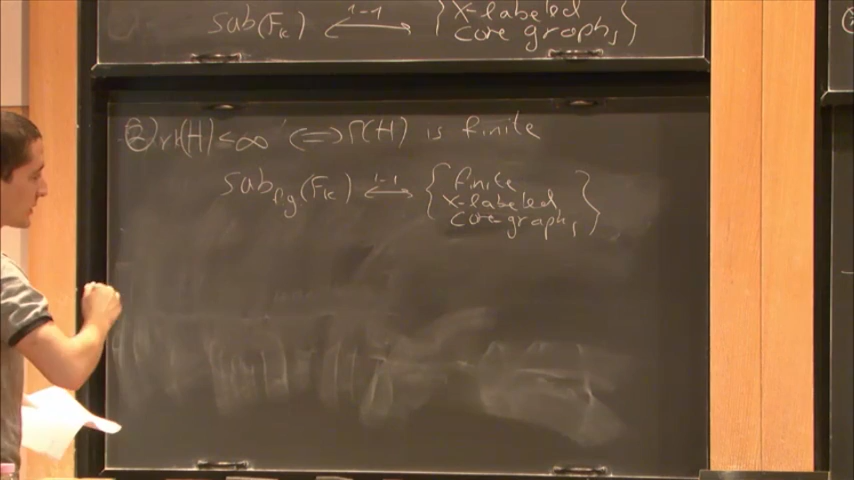 sub(F_k) <—1-1—> { X-labeled
core graphs }
② rk(H) < ∞ <=> Γ(H) is finite
sub_fg(F_k) <—1-1—> { finite
X-labeled
core graphs }